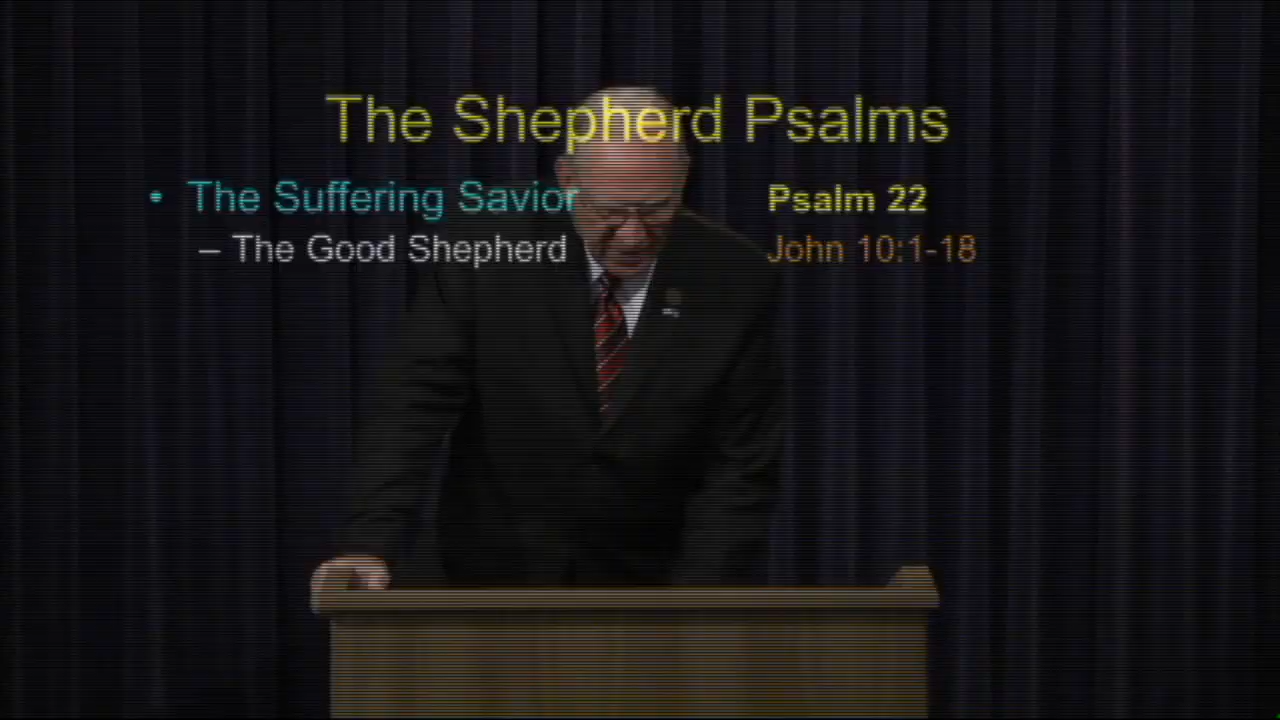 The Shepherd Psalms
• The Suffering Savior Psalm 22
– The Good Shepherd John 10:1-18